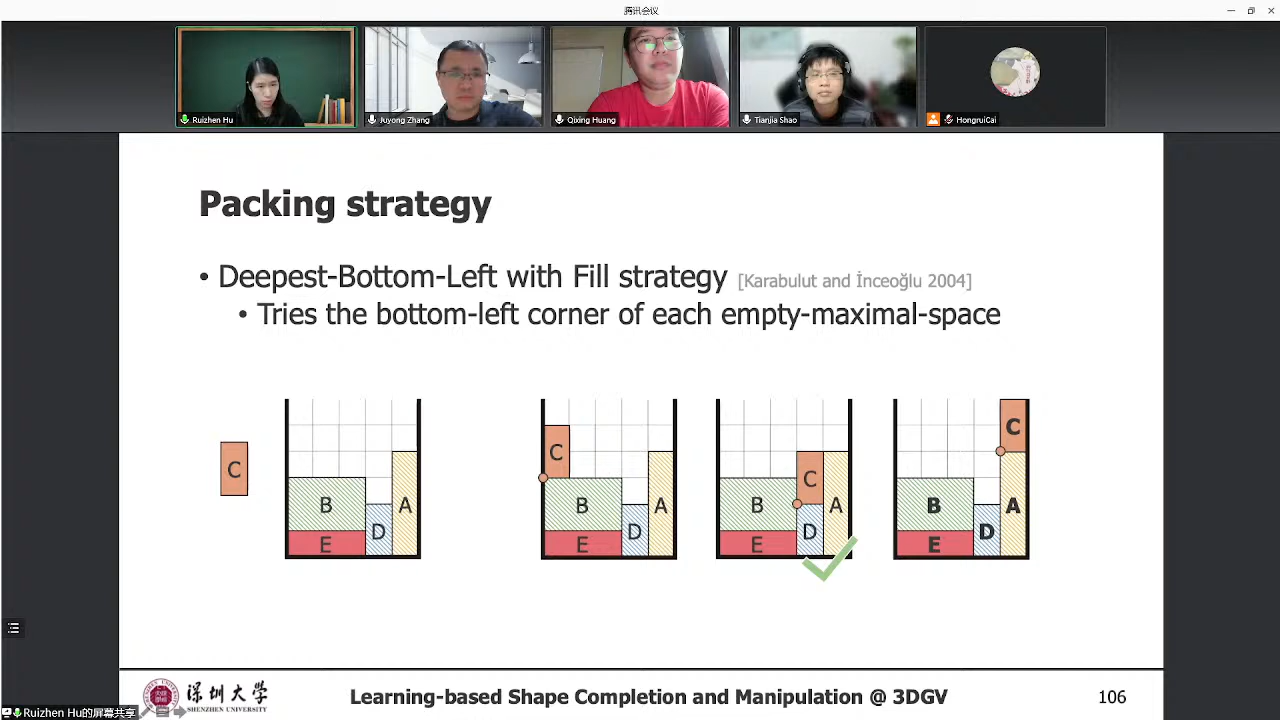 腾讯会议
Ruizhen Hu
Juyong Zhang
Qixing Huang
Tianjia Shao
HongruiCai
Packing strategy
• Deepest-Bottom-Left with Fill strategy [Karabulut and İnceoğlu 2004]
• Tries the bottom-left corner of each empty-maximal-space
C
B
E
D
A
C
B
E
D
A
C
B
E
D
A
C
B
E
D
A
深圳大学
SHENZHEN UNIVERSITY
Learning-based Shape Completion and Manipulation @ 3DGV
106
Ruizhen Hu的屏幕共享